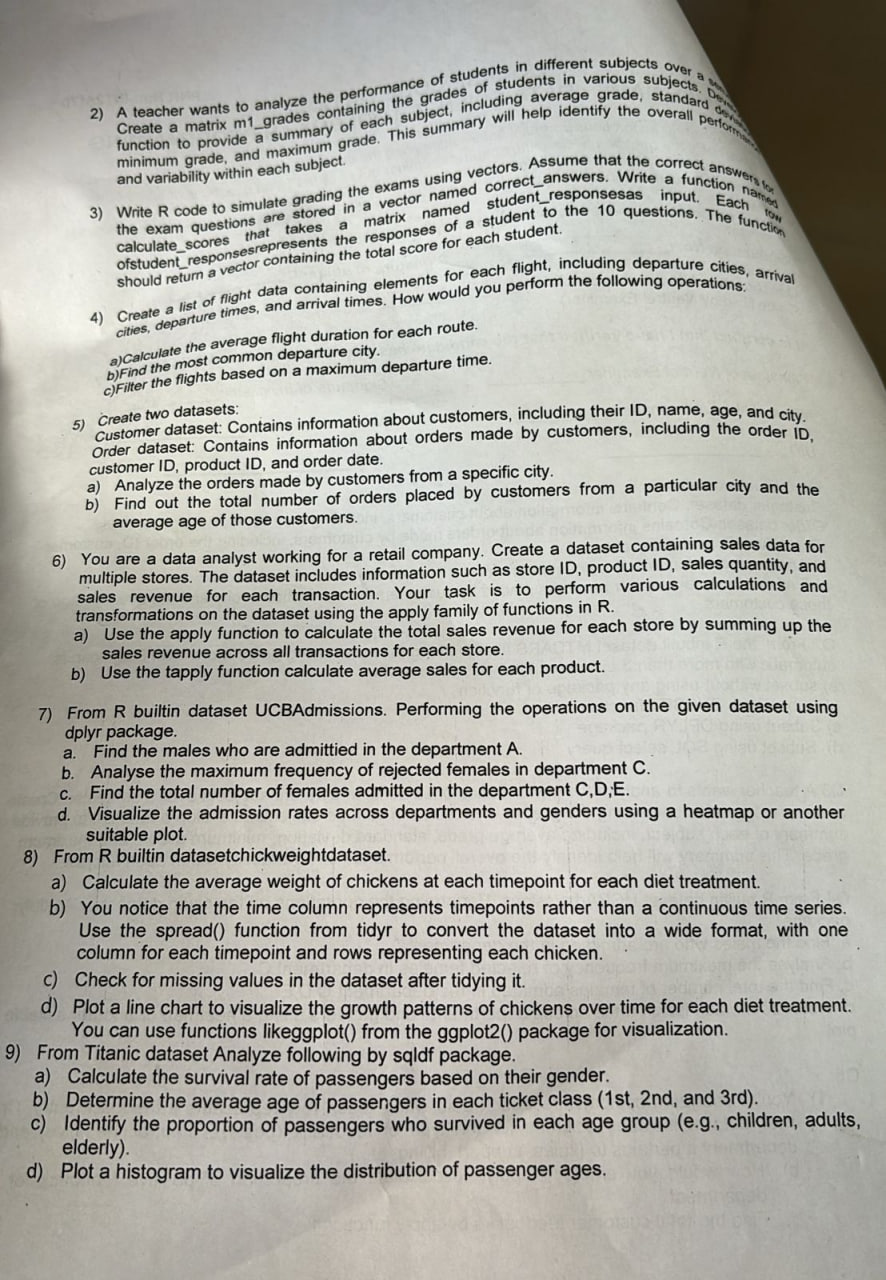 2) A teacher wants to analyze the performance of students in different subjects over a
Create a matrix m1_grades containing the grades of students in various subjects.
function to provide a summary of each subject, including average grade, standard
minimum grade, and maximum grade. This summary will help identify the overall
and variability within each subject.
3) Write R code to simulate grading the exams using vectors. Assume that the correct answers for
the exam questions are stored in a vector named correct_answers. Write a function named
calculate_scores that takes a matrix named student_responsesas input. Each row
ofstudent_responsesrepresents the responses of a student to the 10 questions. The function
should return a vector containing the total score for each student.
4) Create a list of flight data containing elements for each flight, including departure cities, arrival
cities, departure times, and arrival times. How would you perform the following operations:
a)Calculate the average flight duration for each route.
b)Find the most common departure city.
c)Filter the flights based on a maximum departure time.
5) Create two datasets:
Customer dataset: Contains information about customers, including their ID, name, age, and city.
Order dataset: Contains information about orders made by customers, including the order ID,
customer ID, product ID, and order date.
a) Analyze the orders made by customers from a specific city.
b) Find out the total number of orders placed by customers from a particular city and the
average age of those customers.
6) You are a data analyst working for a retail company. Create a dataset containing sales data for
multiple stores. The dataset includes information such as store ID, product ID, sales quantity, and
sales revenue for each transaction. Your task is to perform various calculations and
transformations on the dataset using the apply family of functions in R.
a) Use the apply function to calculate the total sales revenue for each store by summing up the
sales revenue across all transactions for each store.
b) Use the tapply function calculate average sales for each product.
7) From R builtin dataset UCBAdmissions. Performing the operations on the given dataset using
dplyr package.
a. Find the males who are admittied in the department A.
b. Analyse the maximum frequency of rejected females in department C.
c. Find the total number of females admitted in the department C,D,E.
d. Visualize the admission rates across departments and genders using a heatmap or another
suitable plot.
8) From R builtin datasetchickweightdataset.
a) Calculate the average weight of chickens at each timepoint for each diet treatment.
b) You notice that the time column represents timepoints rather than a continuous time series.
Use the spread() function from tidyr to convert the dataset into a wide format, with one
column for each timepoint and rows representing each chicken.
c) Check for missing values in the dataset after tidying it.
d) Plot a line chart to visualize the growth patterns of chickens over time for each diet treatment.
You can use functions likeggplot() from the ggplot2() package for visualization.
9) From Titanic dataset Analyze following by sqldf package.
a) Calculate the survival rate of passengers based on their gender.
b) Determine the average age of passengers in each ticket class (1st, 2nd, and 3rd).
c) Identify the proportion of passengers who survived in each age group (e.g., children, adults,
elderly).
d) Plot a histogram to visualize the distribution of passenger ages.